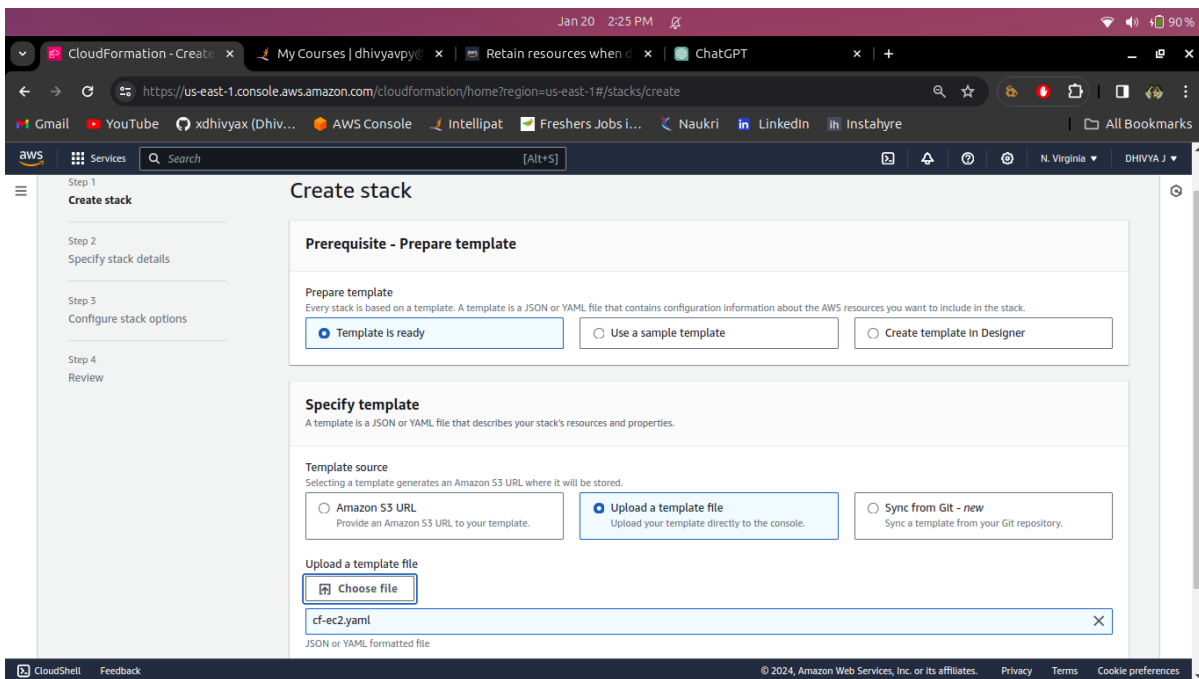 Jan 20 2:25 PM
90 %
CloudFormation - Create
My Courses | dhivyavpy@
Retain resources when d
ChatGPT
https://us-east-1.console.aws.amazon.com/cloudformation/home?region=us-east-1#/stacks/create
Gmail YouTube xdhivyax (Dhiv... AWS Console Intellipat Freshers Jobs i... Naukri LinkedIn Instahyre All Bookmarks
aws Services Search [Alt+S] N. Virginia DHIVYA J
Step 1
Create stack
Step 2
Specify stack details
Step 3
Configure stack options
Step 4
Review
Create stack
Prerequisite - Prepare template
Prepare template
Every stack is based on a template. A template is a JSON or YAML file that contains configuration information about the AWS resources you want to include in the stack.
Template is ready
Use a sample template
Create template in Designer
Specify template
A template is a JSON or YAML file that describes your stack's resources and properties.
Template source
Selecting a template generates an Amazon S3 URL where it will be stored.
Amazon S3 URL
Provide an Amazon S3 URL to your template.
Upload a template file
Upload your template directly to the console.
Sync from Git - new
Sync a template from your Git repository.
Upload a template file
Choose file
cf-ec2.yaml
JSON or YAML formatted file
CloudShell Feedback © 2024, Amazon Web Services, Inc. or its affiliates. Privacy Terms Cookie preferences